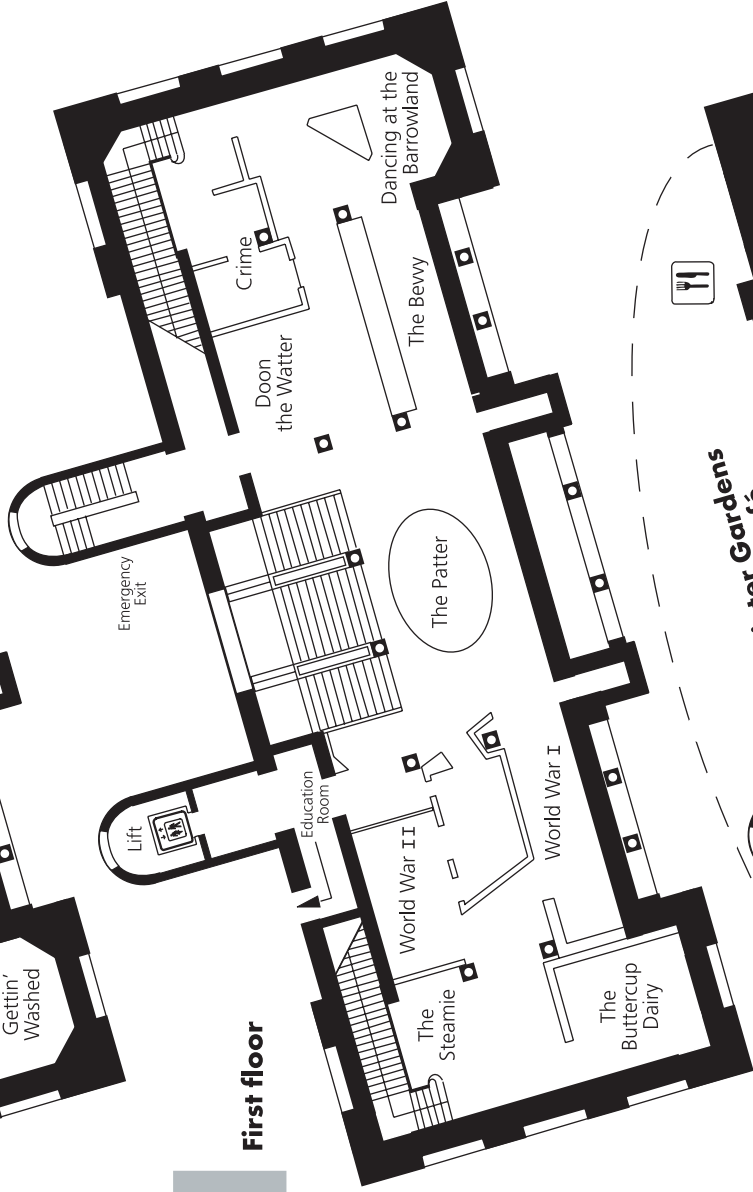 First floor
Gettin'
Washed
Lift
Education
Room
Emergency
Exit
The
Steamie
World War II
World War I
The
Buttercup
Dairy
The Patter
Doon
the Watter
Crime
The Bevvy
Dancing at the
Barrowland
Gardens